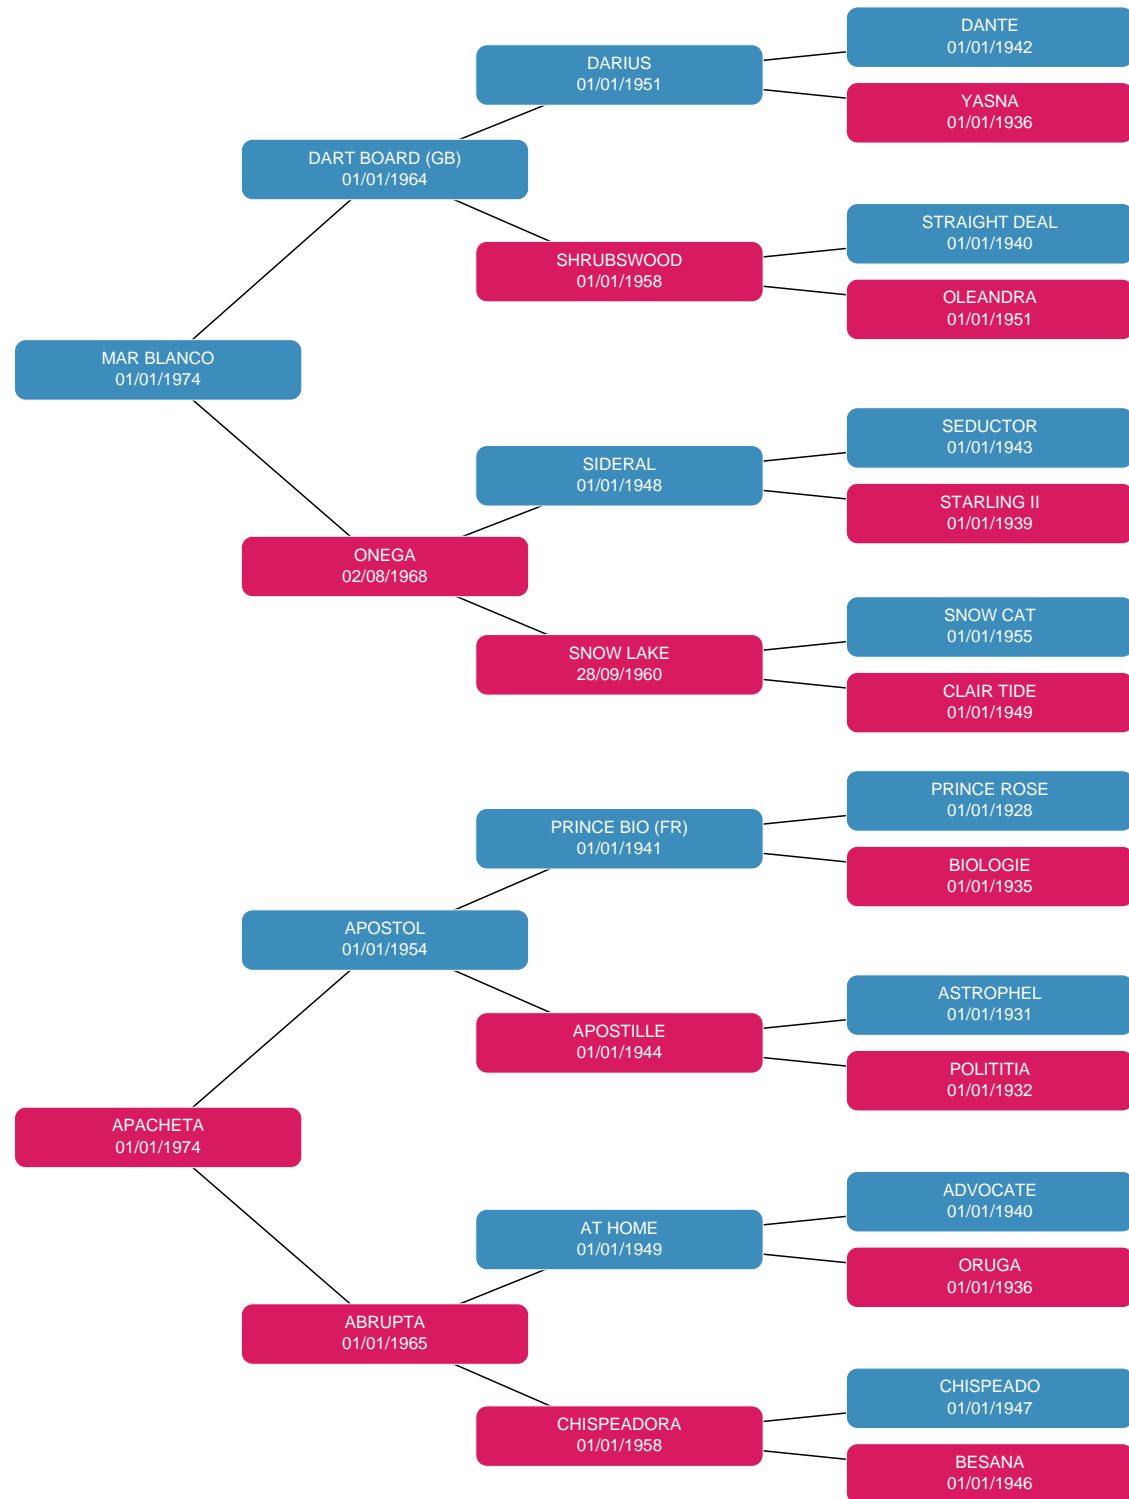 DANTE
01/01/1942
DARIUS
01/01/1951
YASNA
01/01/1936
DART BOARD (GB)
01/01/1964
STRAIGHT DEAL
01/01/1940
SHRUBSWOOD
01/01/1958
OLEANDRA
01/01/1951
MAR BLANCO
01/01/1974
SEDUCTOR
01/01/1943
SIDERAL
01/01/1948
STARLING II
01/01/1939
ONEGA
02/08/1968
SNOW CAT
01/01/1955
SNOW LAKE
28/09/1960
CLAIR TIDE
01/01/1949
PRINCE ROSE
01/01/1928
PRINCE BIO (FR)
01/01/1941
BIOLOGIE
01/01/1935
APOSTOL
01/01/1954
ASTROPHEL
01/01/1931
APOSTILLE
01/01/1944
POLITITIA
01/01/1932
APACHETA
01/01/1974
ADVOCATE
01/01/1940
AT HOME
01/01/1949
ORUGA
01/01/1936
ABRUPTA
01/01/1965
CHISPEADO
01/01/1947
CHISPEADORA
01/01/1958
BESANA
01/01/1946